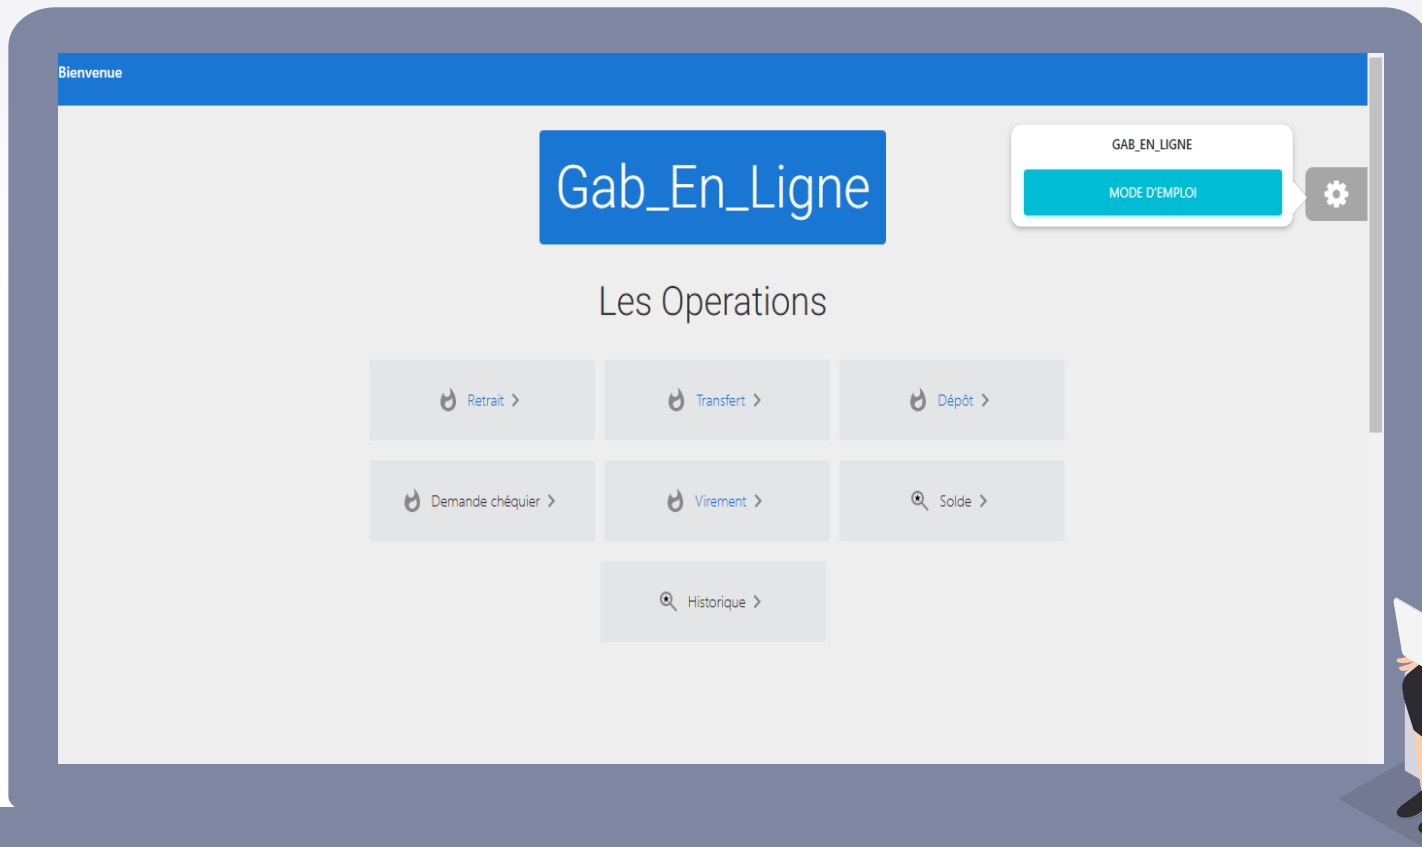 Bienvenue
Gab_En_Ligne
GAB_EN_LIGNE
MODE D'EMPLOI
Les Operations
Retrait
Transfert
Dépôt
Demande chéquier
Virement
Solde
Historique